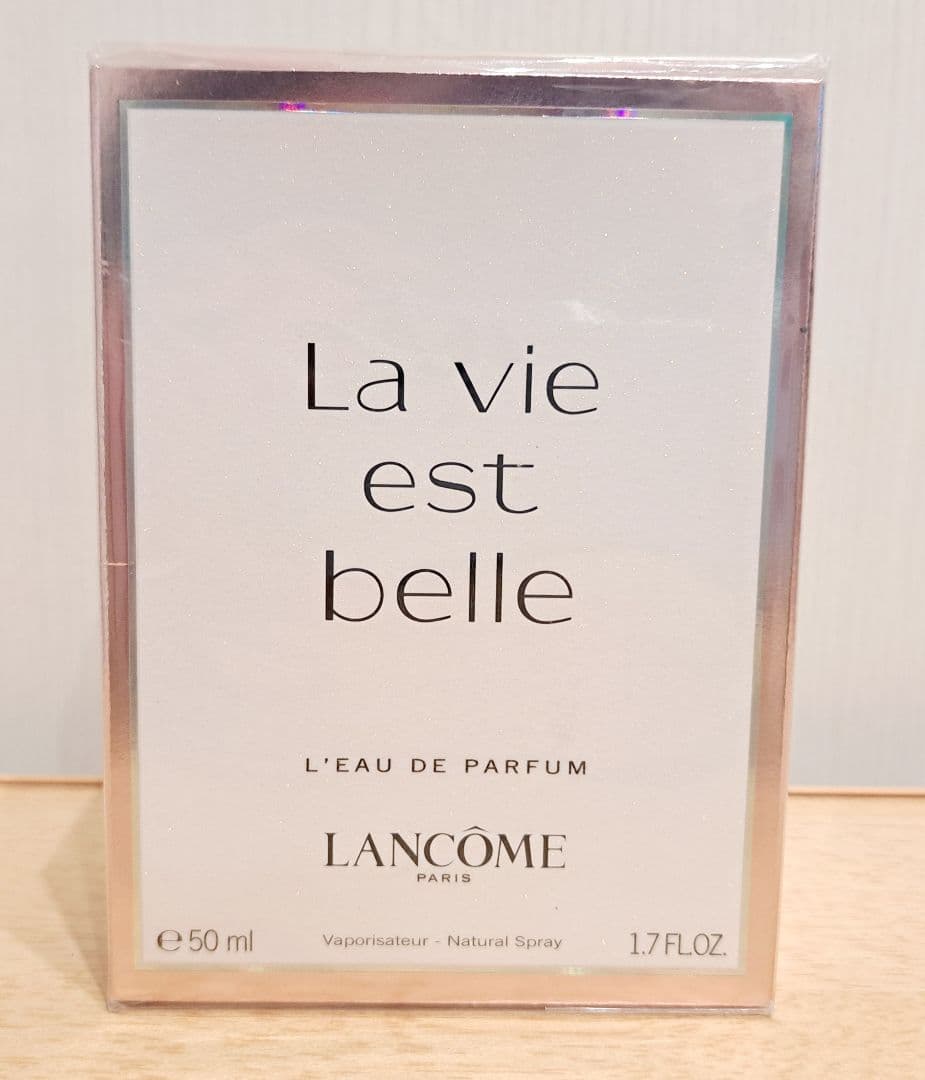 La vie
est
belle
L'EAU DE PARFUM
LANCÔME
PARIS
℮ 50 ml Vaporisateur - Natural Spray 1.7 FL.OZ.